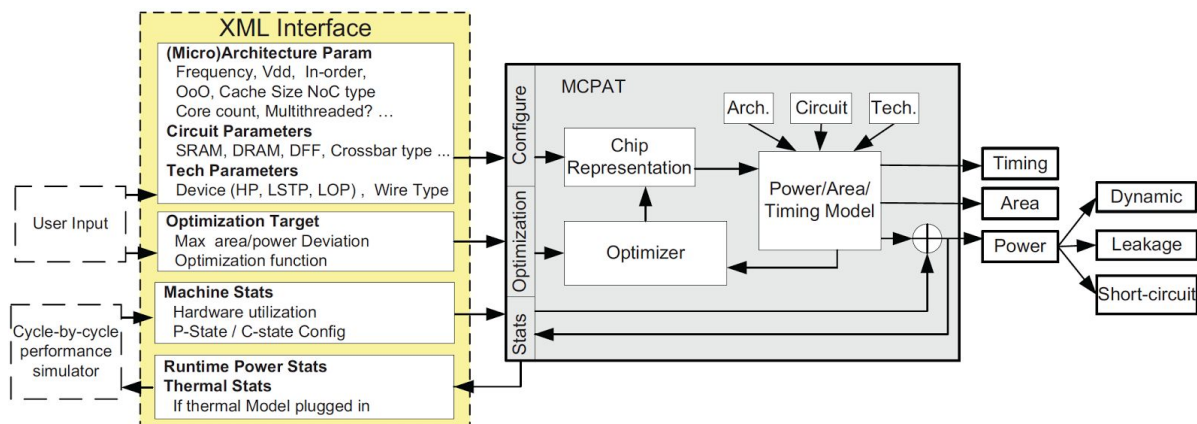 XML Interface
(Micro)Architecture Param
Frequency, Vdd, In-order,
OoO, Cache Size NoC type
Core count, Multithreaded? ...
Circuit Parameters
SRAM, DRAM, DFF, Crossbar type ...
Tech Parameters
Device (HP, LSTP, LOP) , Wire Type
User Input
Optimization Target
Max area/power Deviation
Optimization function
Machine Stats
Hardware utilization
P-State / C-state Config
Cycle-by-cycle
performance
simulator
Runtime Power Stats
Thermal Stats
If thermal Model plugged in
Configure
Optimization
Stats
MCPAT
Chip
Representation
Optimizer
Arch.
Circuit
Tech.
Power/Area/
Timing Model
Timing
Area
Power
Dynamic
Leakage
Short-circuit